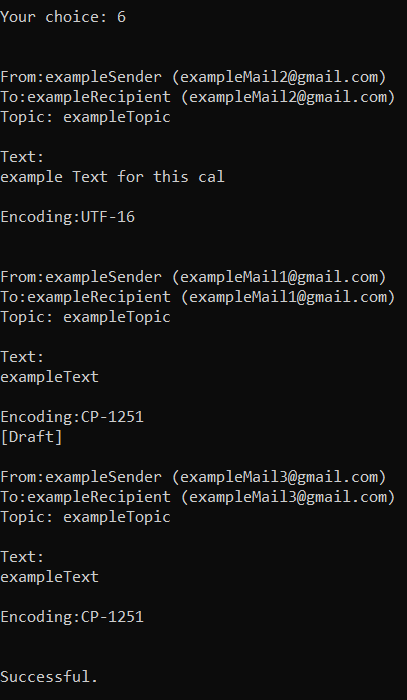 Your choice: 6
From:exampleSender (exampleMail2@gmail.com)
To:exampleRecipient (exampleMail2@gmail.com)
Topic: exampleTopic
Text:
example Text for this cal
Encoding:UTF-16
From:exampleSender (exampleMail1@gmail.com)
To:exampleRecipient (exampleMail1@gmail.com)
Topic: exampleTopic
Text:
exampleText
Encoding:CP-1251
[Draft]
From:exampleSender (exampleMail3@gmail.com)
To:exampleRecipient (exampleMail3@gmail.com)
Topic: exampleTopic
Text:
exampleText
Encoding:CP-1251
Successful.